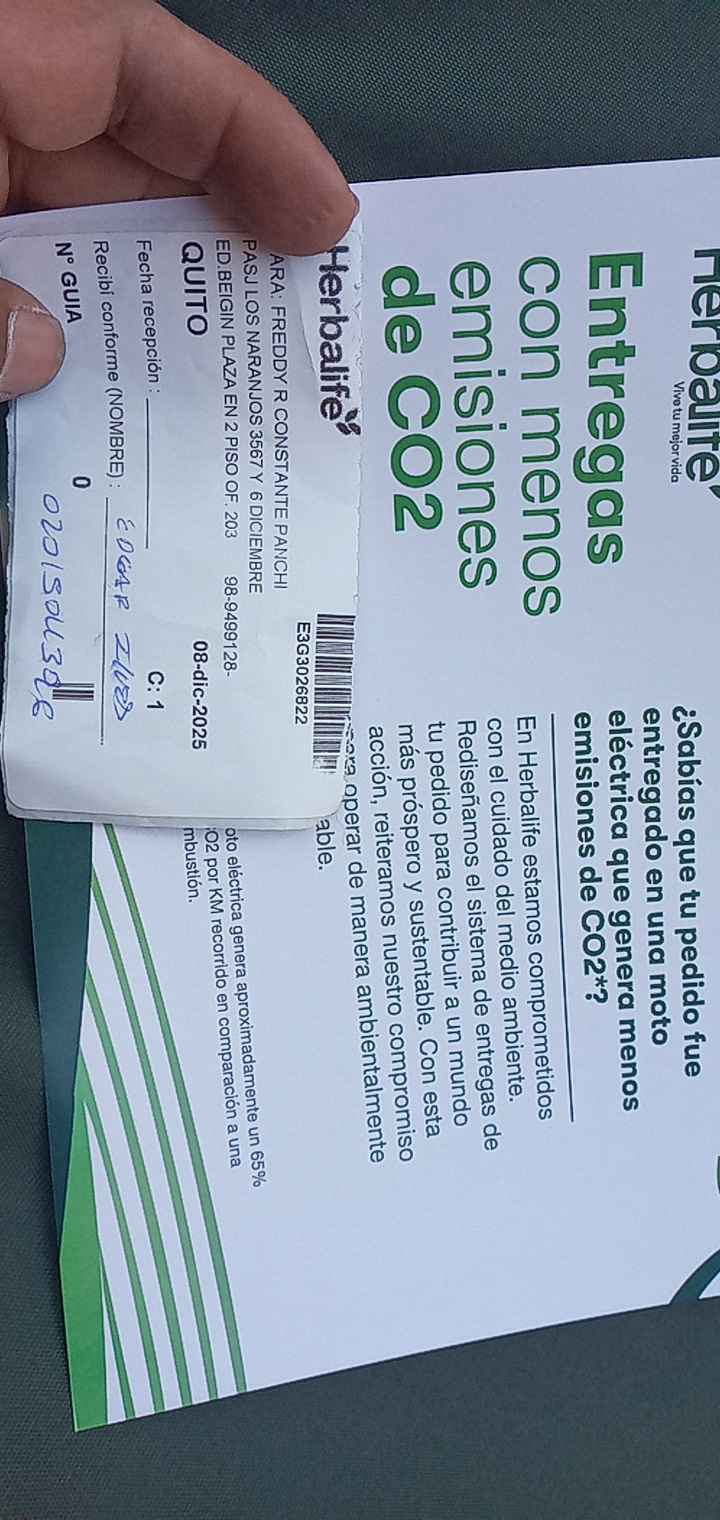 Herbalife
Vive tu mejor vida
Entregas
con menos
emisiones
de CO2
¿Sabías que tu pedido fue
entregado en una moto
eléctrica que genera menos
emisiones de CO2*?
En Herbalife estamos comprometidos
con el cuidado del medio ambiente.
Rediseñamos el sistema de entregas de
tu pedido para contribuir a un mundo
más próspero y sustentable. Con esta
acción, reiteramos nuestro compromiso
para operar de manera ambientalmente
able.
oto eléctrica genera aproximadamente un 65%
CO2 por KM recorrido en comparación a una
mbustión.
Herbalife
E3G3026822
PARA: FREDDY R CONSTANTE PANCHI
PASJ LOS NARANJOS 3567 Y 6 DICIEMBRE
ED.BEIGIN PLAZA EN 2 PISO OF. 203 98-9499128-
QUITO 08-dic-2025
Fecha recepción : C: 1
Recibí conforme (NOMBRE) : EDGAR
N° GUIA 0